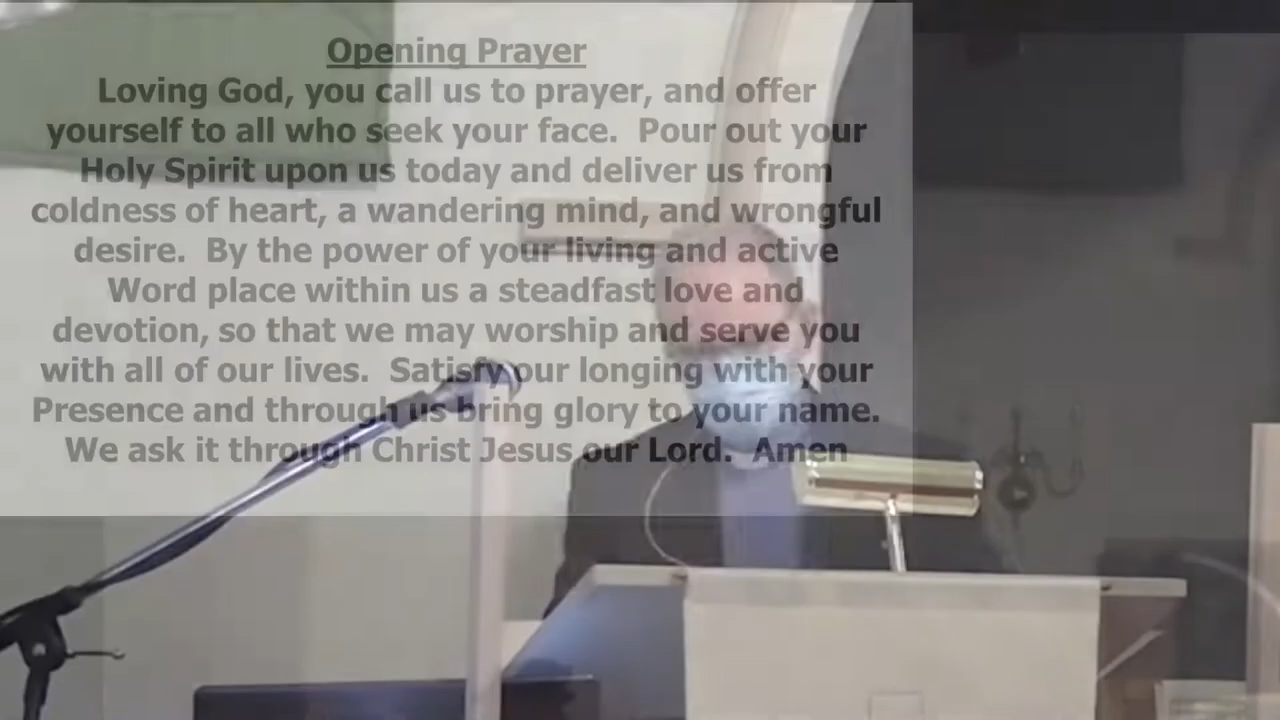 Opening Prayer
Loving God, you call us to prayer, and offer
yourself to all who seek your face.  Pour out your
Holy Spirit upon us today and deliver us from
coldness of heart, a wandering mind, and wrongful
desire.  By the power of your living and active
Word place within us a steadfast love and
devotion, so that we may worship and serve you
with all of our lives.  Satisfy our longing with your
Presence and through us bring glory to your name.
We ask it through Christ Jesus our Lord.  Amen